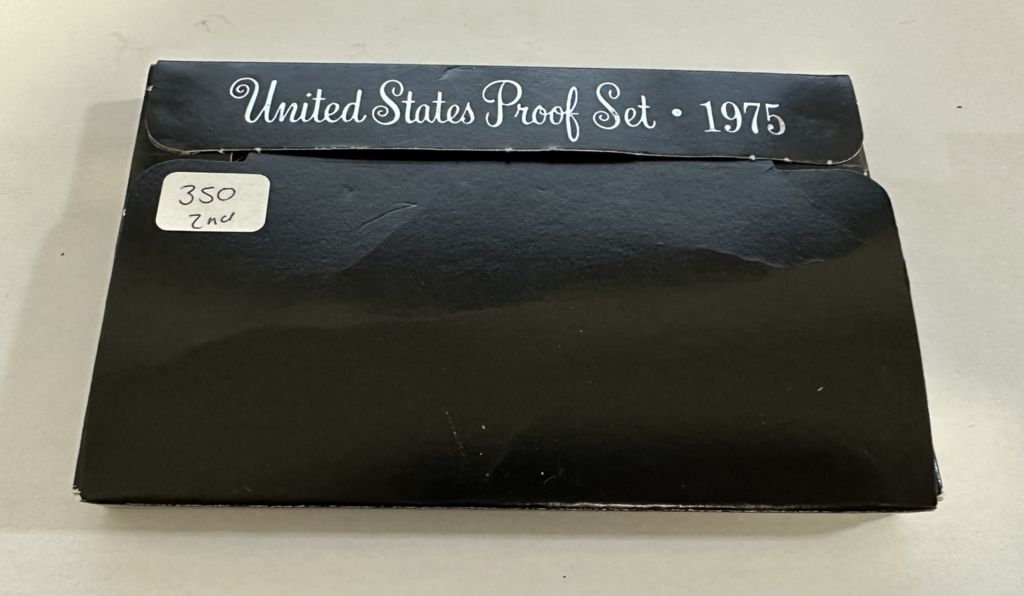 United States Proof Set • 1975
350
2nd